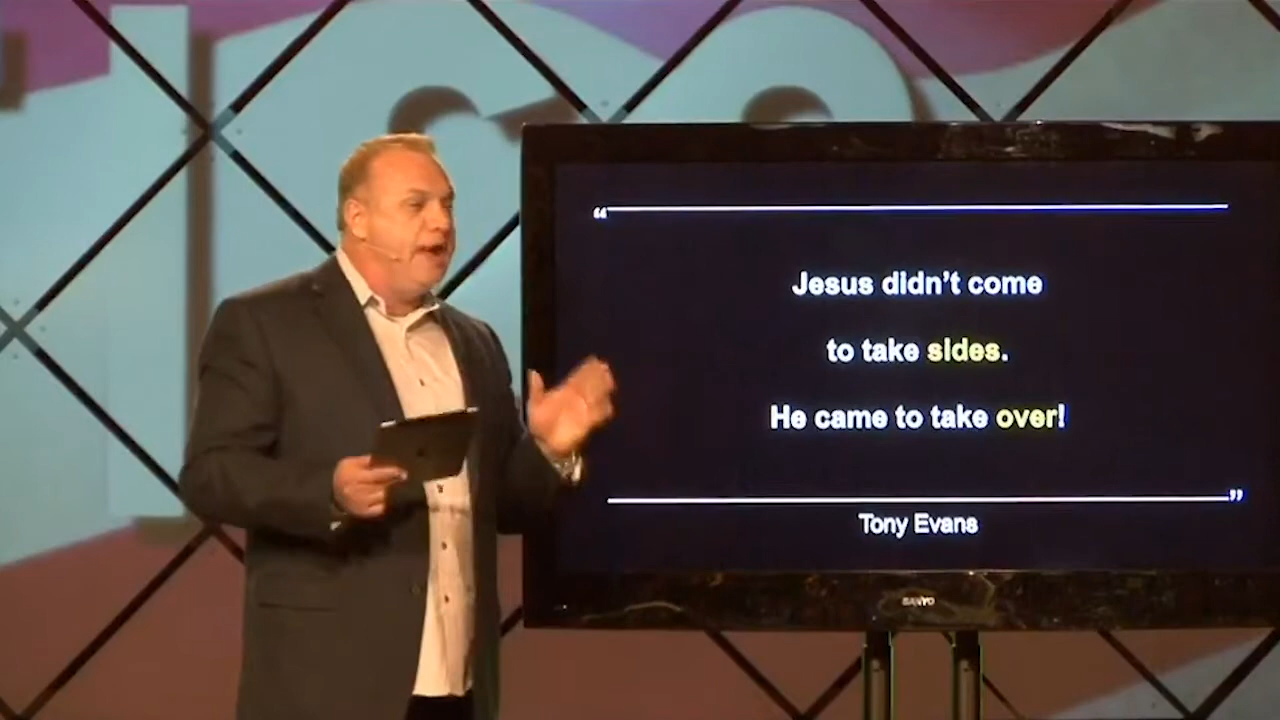 “
Jesus didn’t come
to take sides.
He came to take over!
”
Tony Evans
SANYO